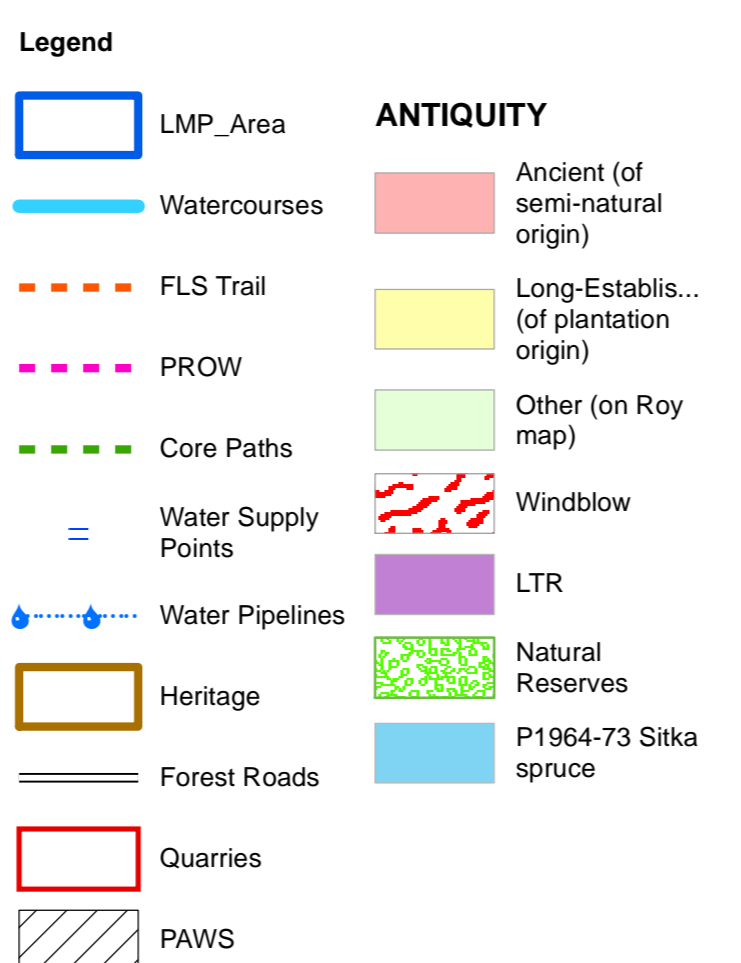 Legend
LMP_Area
Watercourses
FLS Trail
PROW
Core Paths
Water Supply
Points
Water Pipelines
Heritage
Forest Roads
Quarries
PAWS
ANTIQUITY
Ancient (of
semi-natural
origin)
Long-Establis...
(of plantation
origin)
Other (on Roy
map)
Windblow
LTR
Natural
Reserves
P1964-73 Sitka
spruce